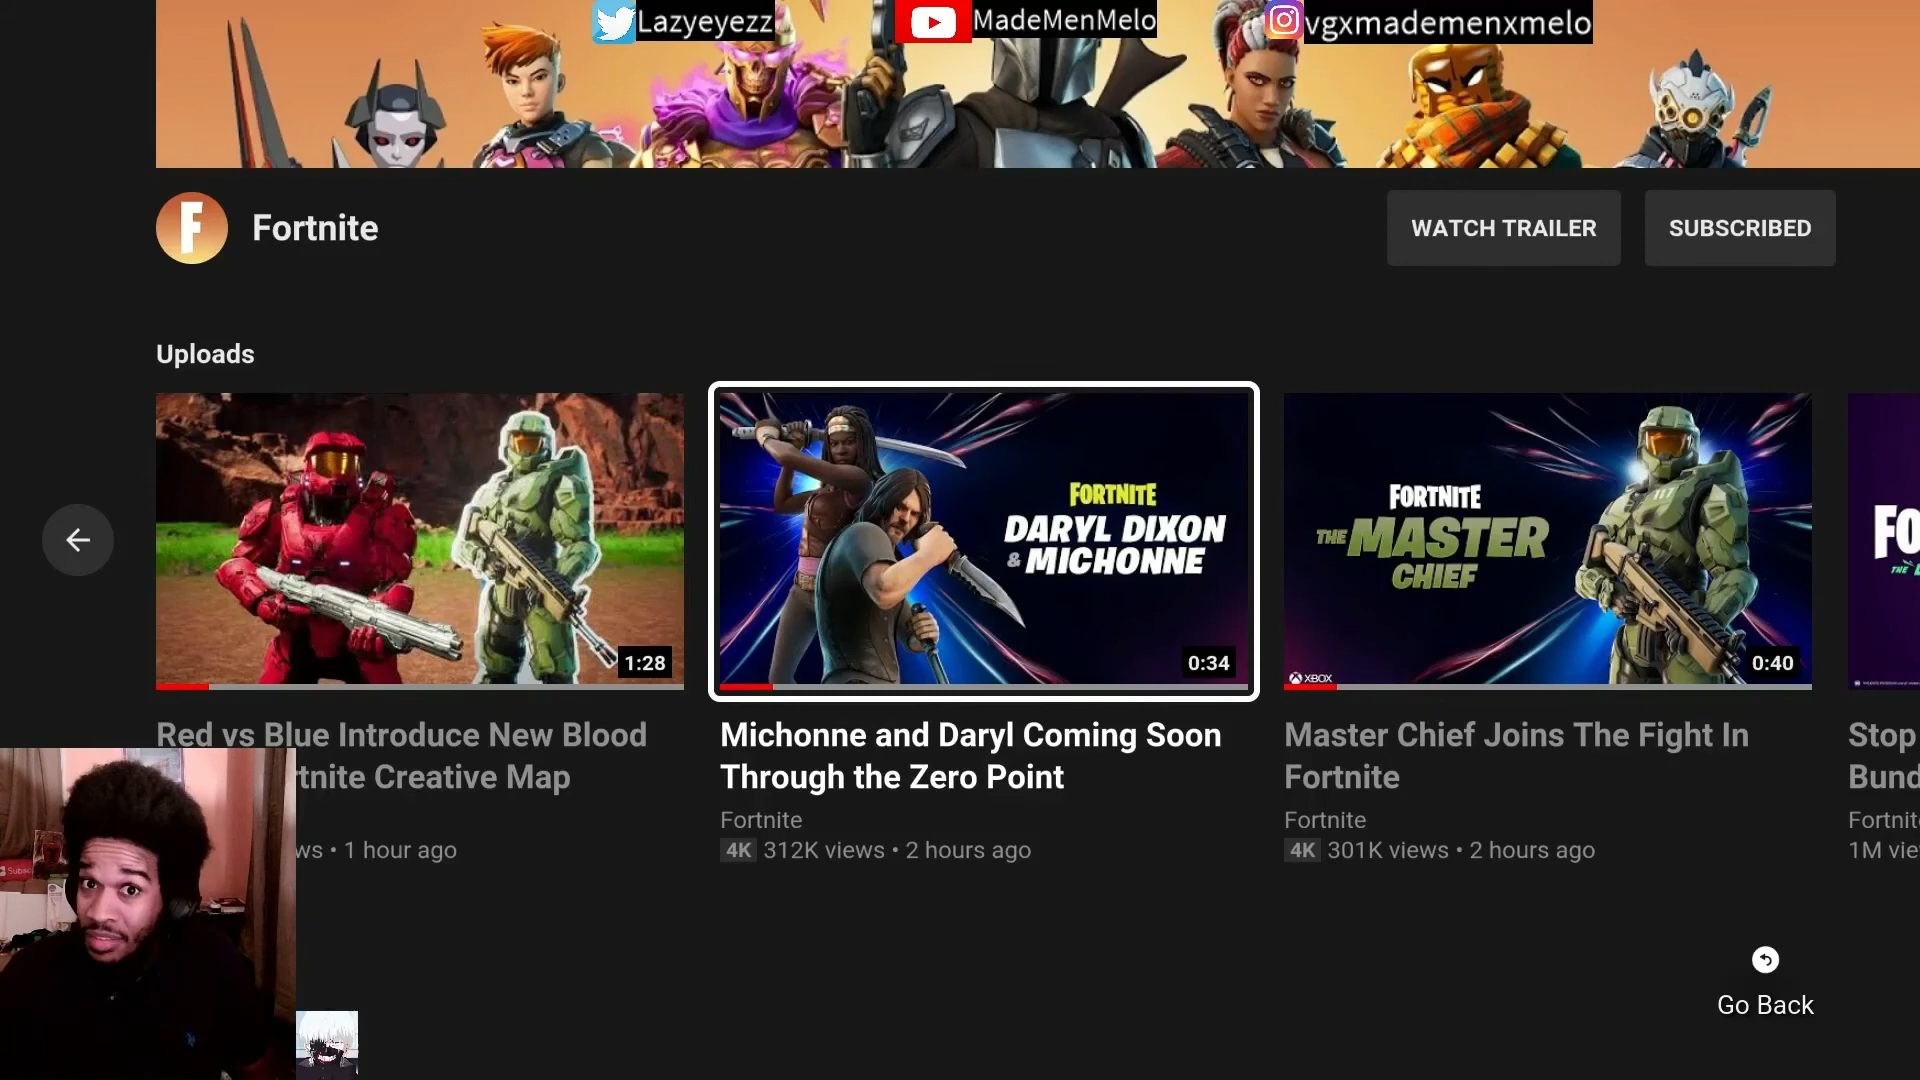 Lazyeyezz
MadeMenMelo
vgxmademenxmelo
Fortnite
WATCH TRAILER
SUBSCRIBED
Uploads
1:28
FORTNITE
DARYL DIXON
& MICHONNE
0:34
FORTNITE
THE MASTER
CHIEF
XBOX
0:40
FO
THE
Red vs Blue Introduce New Blood
rtnite Creative Map
ws • 1 hour ago
Michonne and Daryl Coming Soon
Through the Zero Point
Fortnite
4K 312K views • 2 hours ago
Master Chief Joins The Fight In
Fortnite
Fortnite
4K 301K views • 2 hours ago
Stop
Bund
Fortnit
1M vie
Go Back